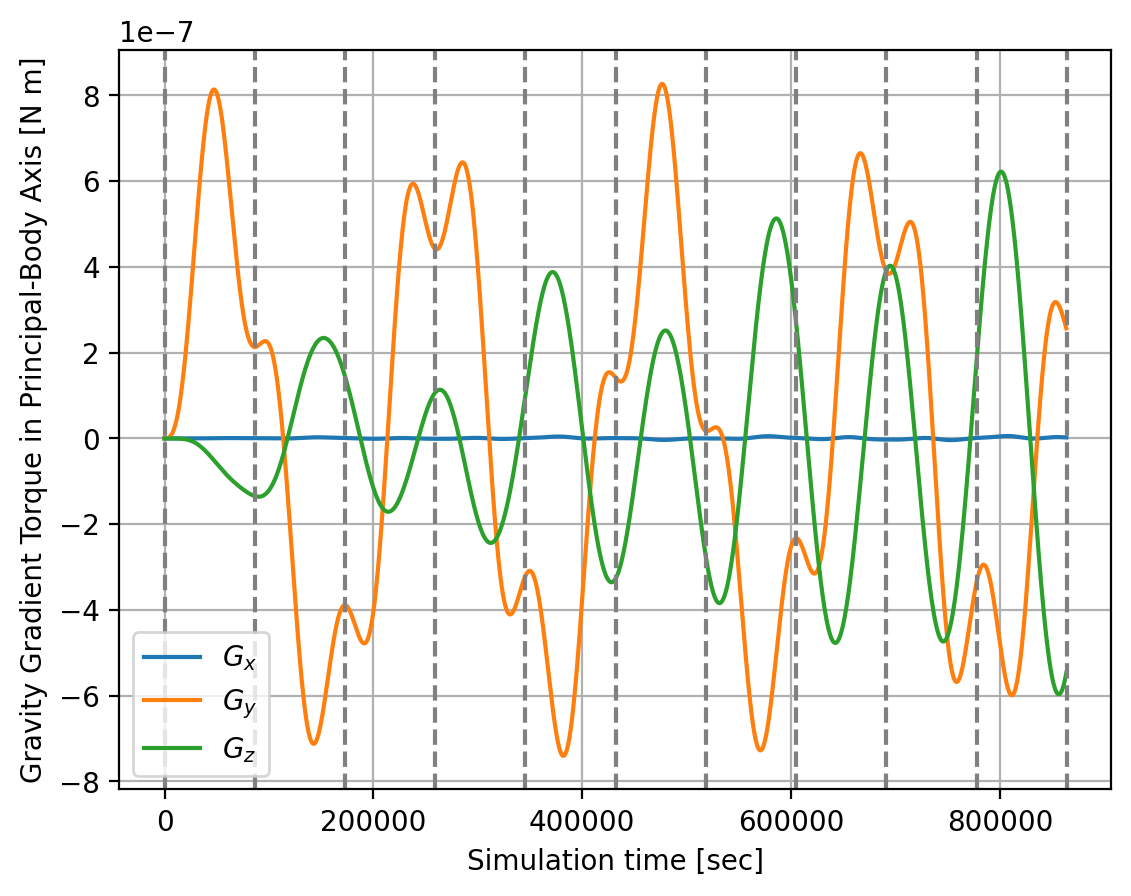 1e−7
Gravity Gradient Torque in Principal-Body Axis [N m]
8
6
4
2
0
−2
−4
−6
−8
G_x
G_y
G_z
0 200000 400000 600000 800000
Simulation time [sec]